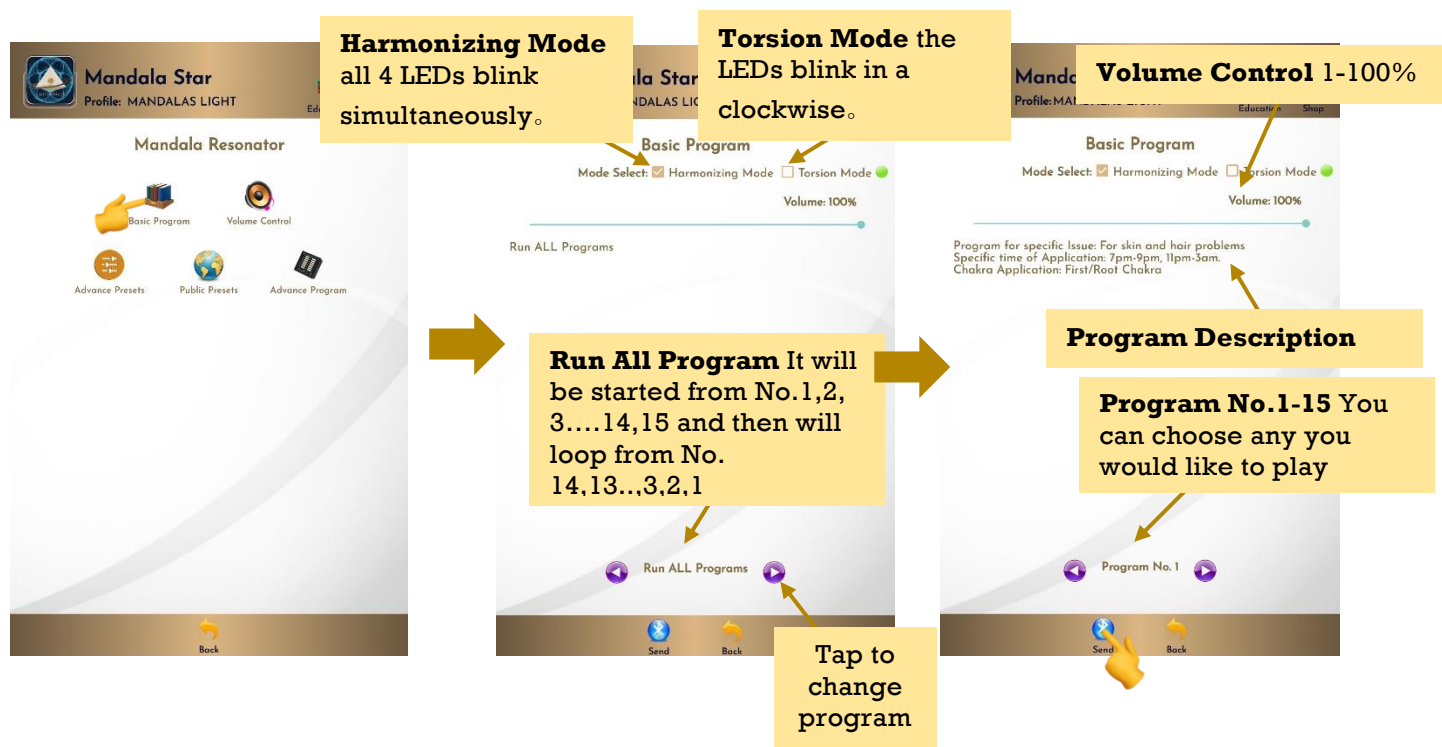 Harmonizing Mode
all 4 LEDs blink
simultaneously。
Torsion Mode the
LEDs blink in a
clockwise。
Volume Control 1-100%
Mandala Star
Profile: MANDALAS LIGHT
Mandala Resonator
Basic Program
Volume Control
Advance Presets
Public Presets
Advance Program
Back
Basic Program
Mode Select: Harmonizing Mode Torsion Mode
Volume: 100%
Run ALL Programs
Run All Program It will
be started from No.1,2,
3....14,15 and then will
loop from No.
14,13..,3,2,1
Run ALL Programs
Send
Back
Tap to
change
program
Education
Shop
Basic Program
Mode Select: Harmonizing Mode Torsion Mode
Volume: 100%
Program for specific Issue: For skin and hair problems
Specific time of Application: 7pm-9pm, 11pm-3am.
Chakra Application: First/Root Chakra
Program Description
Program No.1-15 You
can choose any you
would like to play
Program No. 1
Send
Back